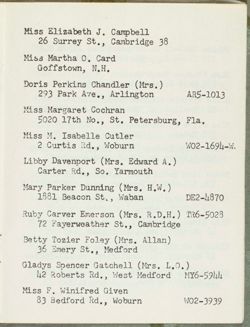 Miss Elizabeth J. Campbell
26 Surrey St., Cambridge 38
Miss Martha O. Card
Goffstown, N.H.
Doris Perkins Chandler (Mrs.)
293 Park Ave., Arlington AR5-1013
Miss Margaret Cochran
5020 17th No., St. Petersburg, Fla.
Miss M. Isabelle Cutler
2 Curtis Rd., Woburn WO2-1694-W.
Libby Davenport (Mrs. Edward A.)
Carter Rd., So. Yarmouth
Mary Parker Dunning (Mrs. H.W.)
1881 Beacon St., Waban DE2-4870
Ruby Carver Emerson (Mrs. R.D.H.) TR6-5028
72 Fayerweather St., Cambridge
Betty Tozier Foley (Mrs. Allan)
36 Emery St., Medford
Gladys Spencer Gatchell (Mrs. L.O.)
42 Roberts Rd., West Medford MY6-5944
Miss F. Winifred Given
83 Bedford Rd., Woburn WO2-3939